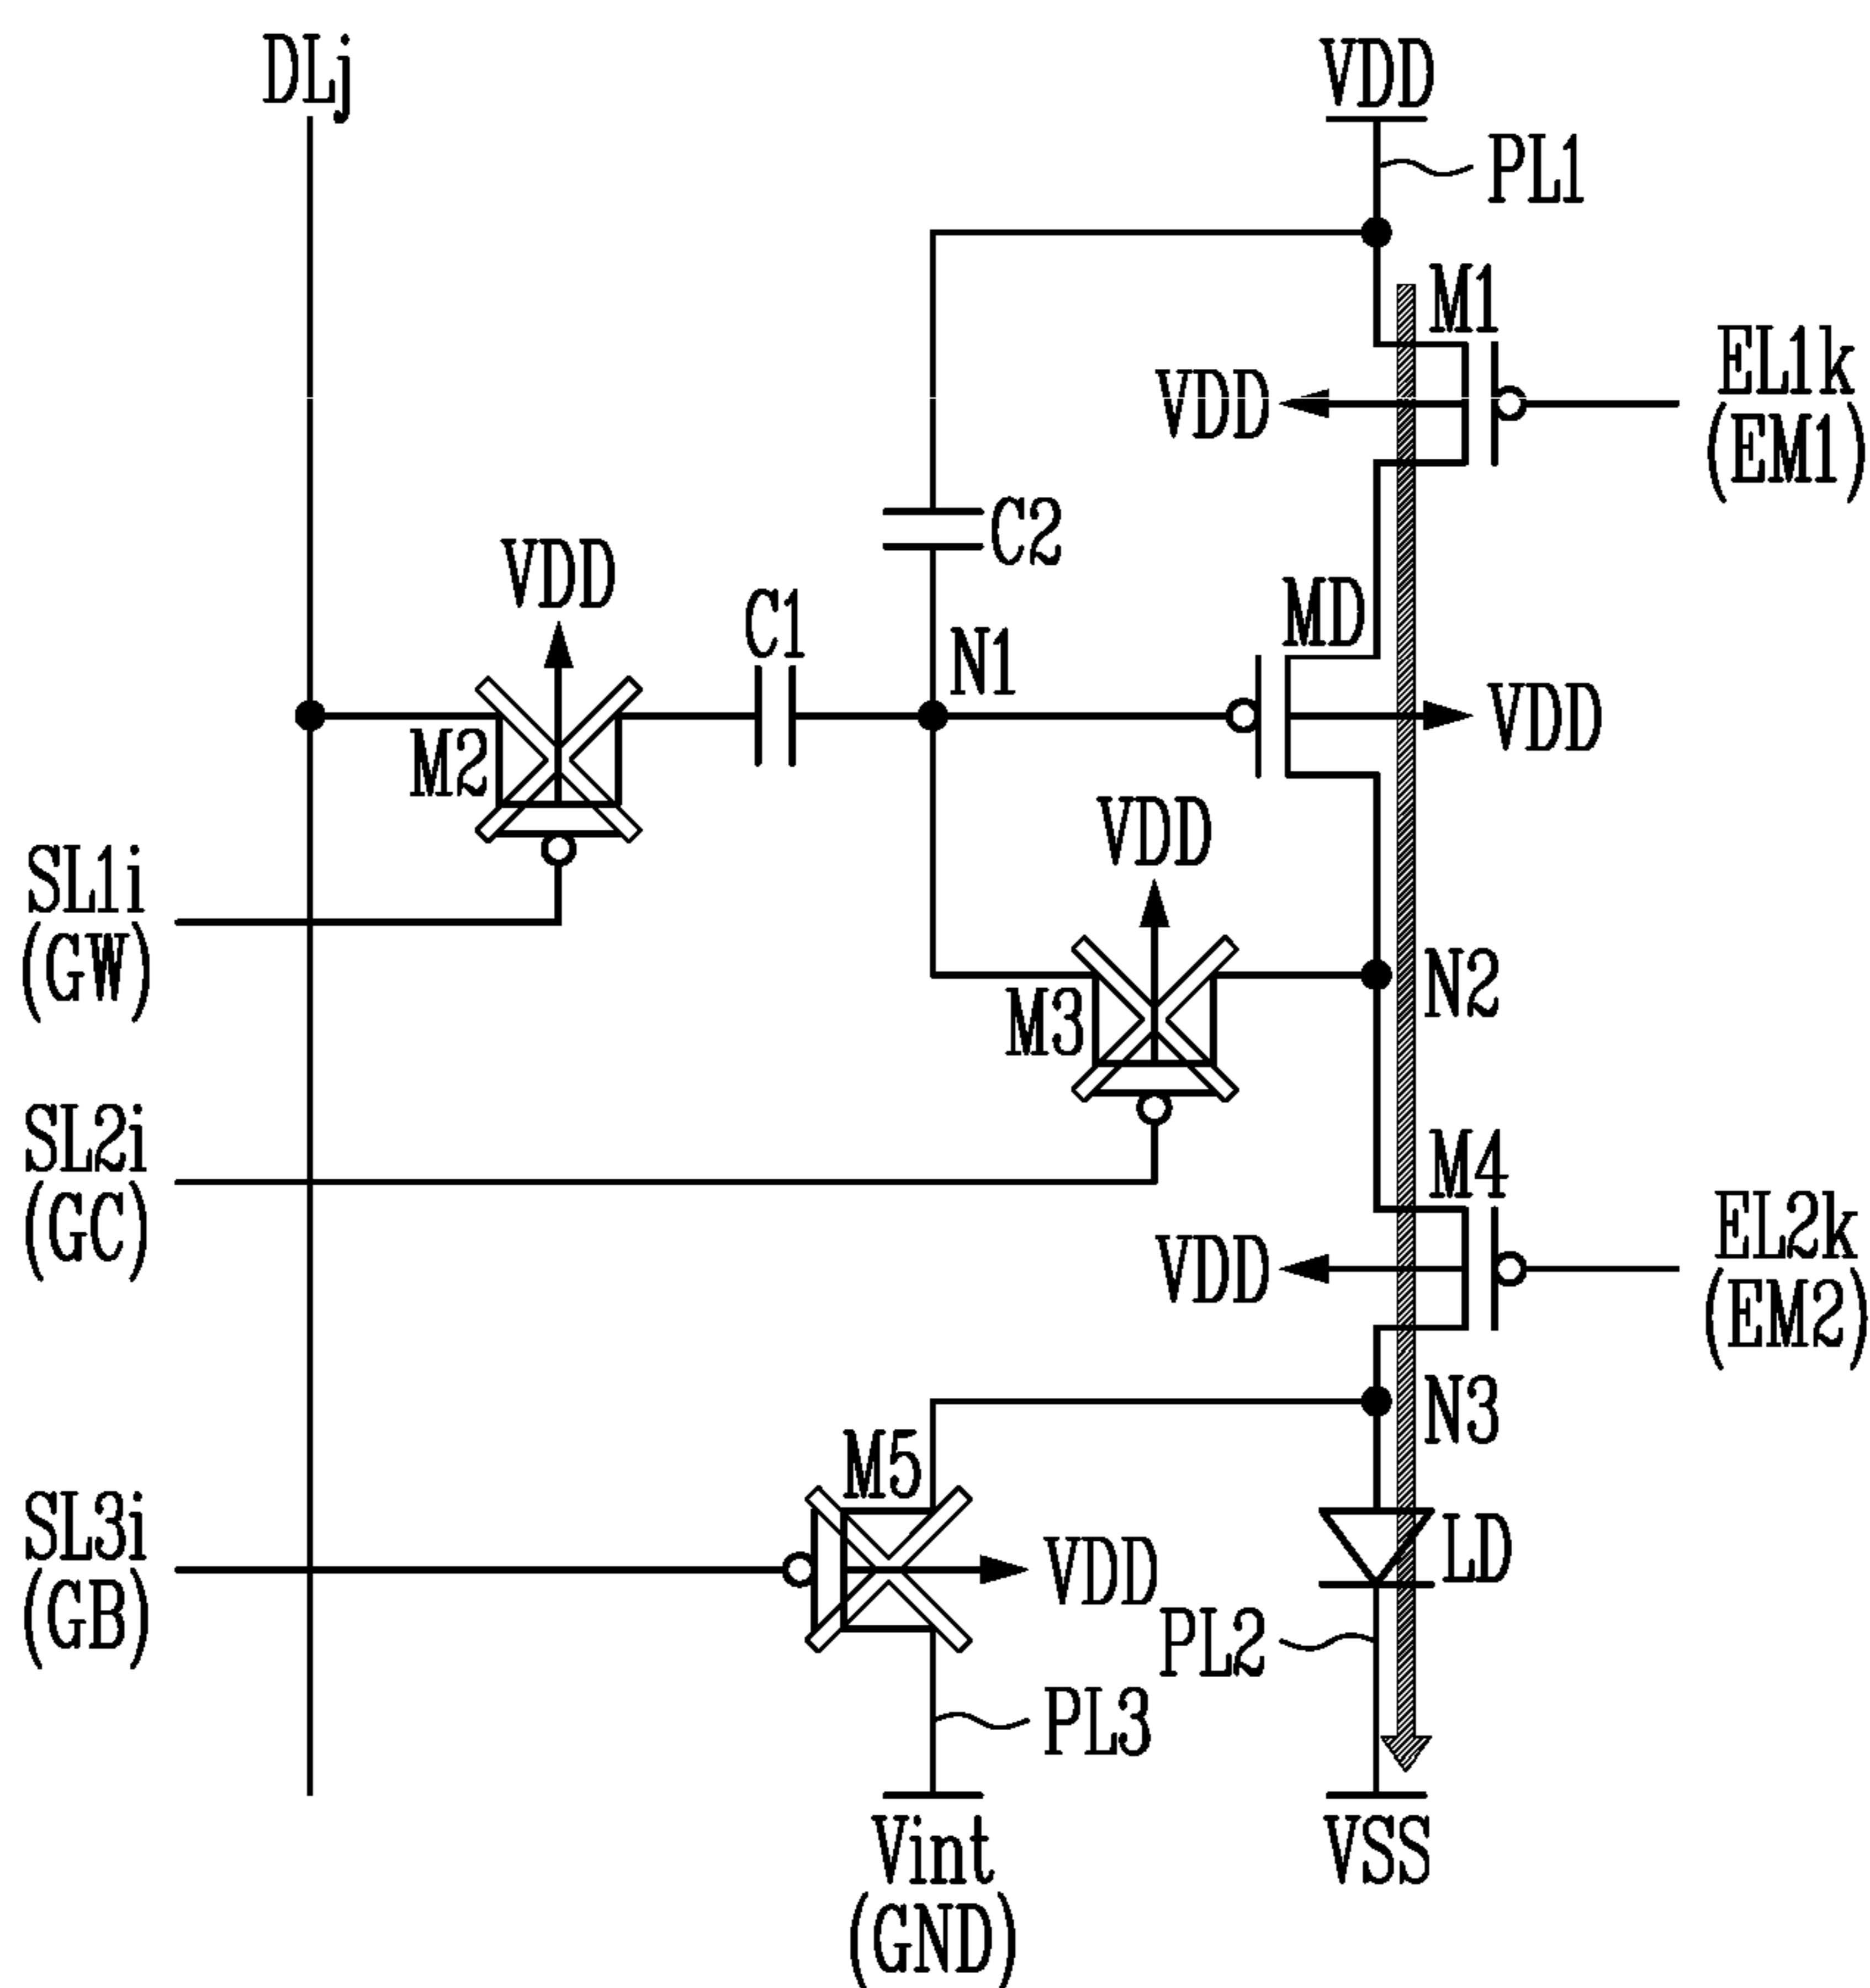 DLj
VDD
PL1
M1
EL1k
(EM1)
VDD
C2
VDD
C1
N1
MD
VDD
M2
VDD
SL1i
(GW)
M3
N2
SL2i
(GC)
M4
VDD
EL2k
(EM2)
N3
M5
SL3i
(GB)
VDD
LD
PL2
PL3
Vint
(GND)
VSS